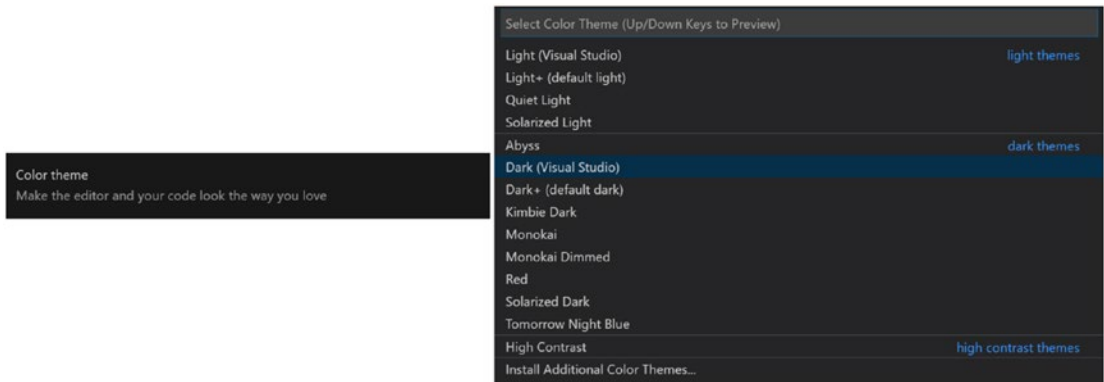 Color theme
Make the editor and your code look the way you love
Select Color Theme (Up/Down Keys to Preview)
Light (Visual Studio) light themes
Light+ (default light)
Quiet Light
Solarized Light
Abyss dark themes
Dark (Visual Studio)
Dark+ (default dark)
Kimbie Dark
Monokai
Monokai Dimmed
Red
Solarized Dark
Tomorrow Night Blue
High Contrast high contrast themes
Install Additional Color Themes...